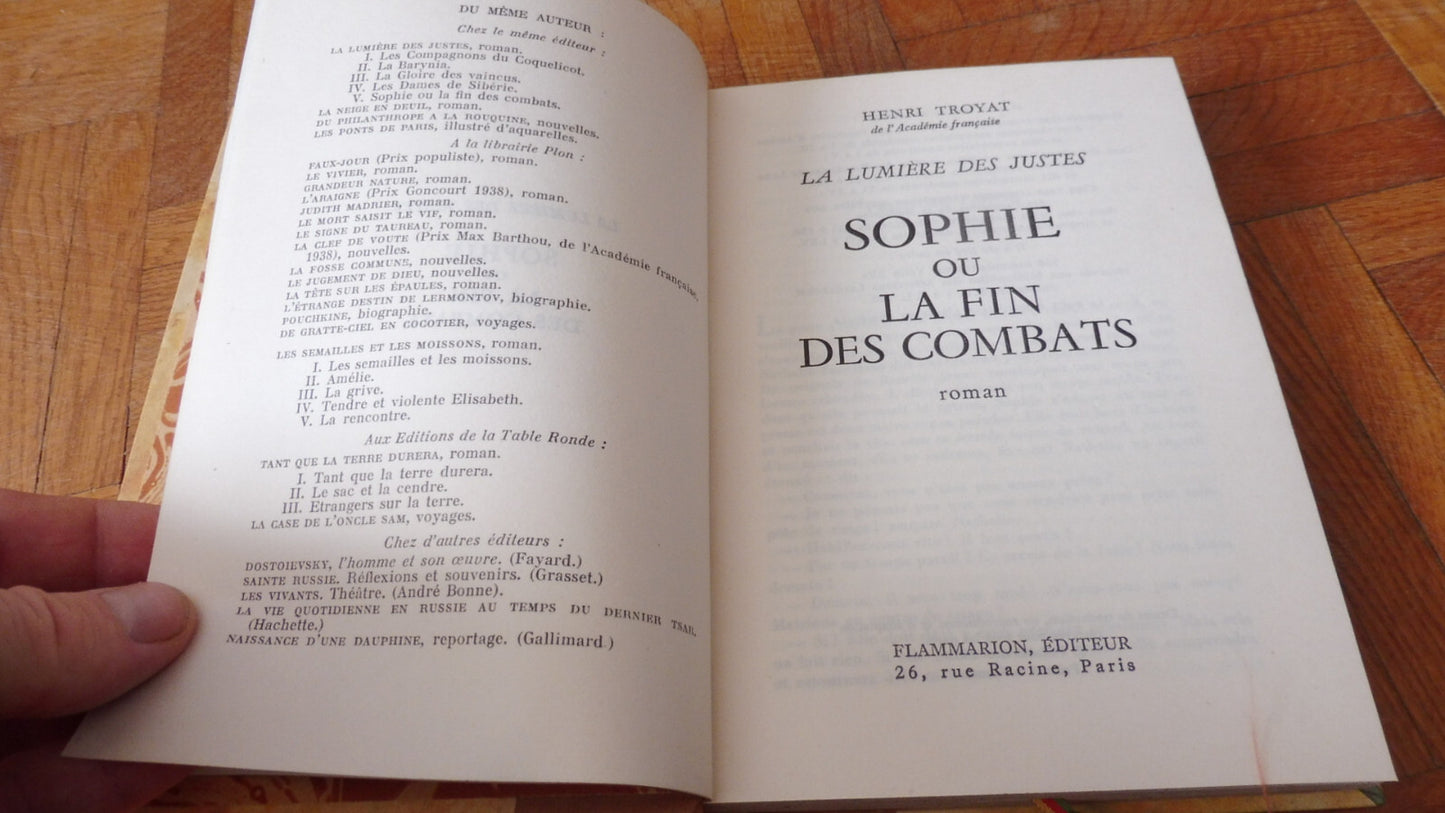 DU MÊME AUTEUR :
Chez le même éditeur :
LA LUMIÈRE DES JUSTES, roman.
I. Les Compagnons du Coquelicot.
II. La Barynia.
III. La Gloire des vaincus.
IV. Les Dames de Sibérie.
V. Sophie ou la fin des combats.
LA NEIGE EN DEUIL, roman.
DU PHILANTHROPE A LA ROUQUINE, nouvelles.
LES PONTS DE PARIS, illustré d'aquarelles.
A la librairie Plon :
FAUX-JOUR (Prix populiste), roman.
LE VIVIER, roman.
GRANDEUR NATURE, roman.
L'ARAIGNE (Prix Goncourt 1938), roman.
JUDITH MADRIER, roman.
LE MORT SAISIT LE VIF, roman.
LE SIGNE DU TAUREAU, roman.
LA CLEF DE VOUTE (Prix Max Barthou, de l'Académie française,
1938), nouvelles.
LA FOSSE COMMUNE, nouvelles.
LE JUGEMENT DE DIEU, nouvelles.
LA TÊTE SUR LES ÉPAULES, roman.
L'ÉTRANGE DESTIN DE LERMONTOV, biographie.
POUCHKINE, biographie.
DE GRATTE-CIEL EN COCOTIER, voyages.
LES SEMAILLES ET LES MOISSONS, roman.
I. Les semailles et les moissons.
II. Amélie.
III. La grive.
IV. Tendre et violente Elisabeth.
V. La rencontre.
Aux Editions de la Table Ronde :
TANT QUE LA TERRE DURERA, roman.
I. Tant que la terre durera.
II. Le sac et la cendre.
III. Etrangers sur la terre.
LA CASE DE L'ONCLE SAM, voyages.
Chez d'autres éditeurs :
DOSTOIEVSKY, l'homme et son œuvre. (Fayard.)
SAINTE RUSSIE. Réflexions et souvenirs. (Grasset.)
LES VIVANTS. Théâtre. (André Bonne).
LA VIE QUOTIDIENNE EN RUSSIE AU TEMPS DU DERNIER TSAR.
(Hachette.)
NAISSANCE D'UNE DAUPHINE, reportage. (Gallimard.)
HENRI TROYAT
de l'Académie française
LA LUMIÈRE DES JUSTES
SOPHIE
OU
LA FIN
DES COMBATS
roman
FLAMMARION, ÉDITEUR
26, rue Racine, Paris